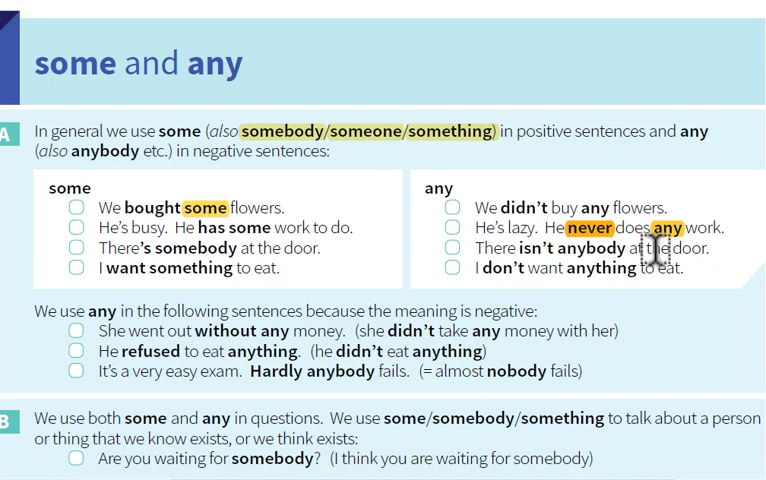 some and any
A
In general we use some (also somebody/someone/something) in positive sentences and any
(also anybody etc.) in negative sentences:
some
We bought some flowers.
He's busy. He has some work to do.
There's somebody at the door.
I want something to eat.
any
We didn't buy any flowers.
He's lazy. He never does any work.
There isn't anybody at the door.
I don't want anything to eat.
We use any in the following sentences because the meaning is negative:
She went out without any money. (she didn't take any money with her)
He refused to eat anything. (he didn't eat anything)
It's a very easy exam. Hardly anybody fails. (= almost nobody fails)
B
We use both some and any in questions. We use some/somebody/something to talk about a person
or thing that we know exists, or we think exists:
Are you waiting for somebody? (I think you are waiting for somebody)